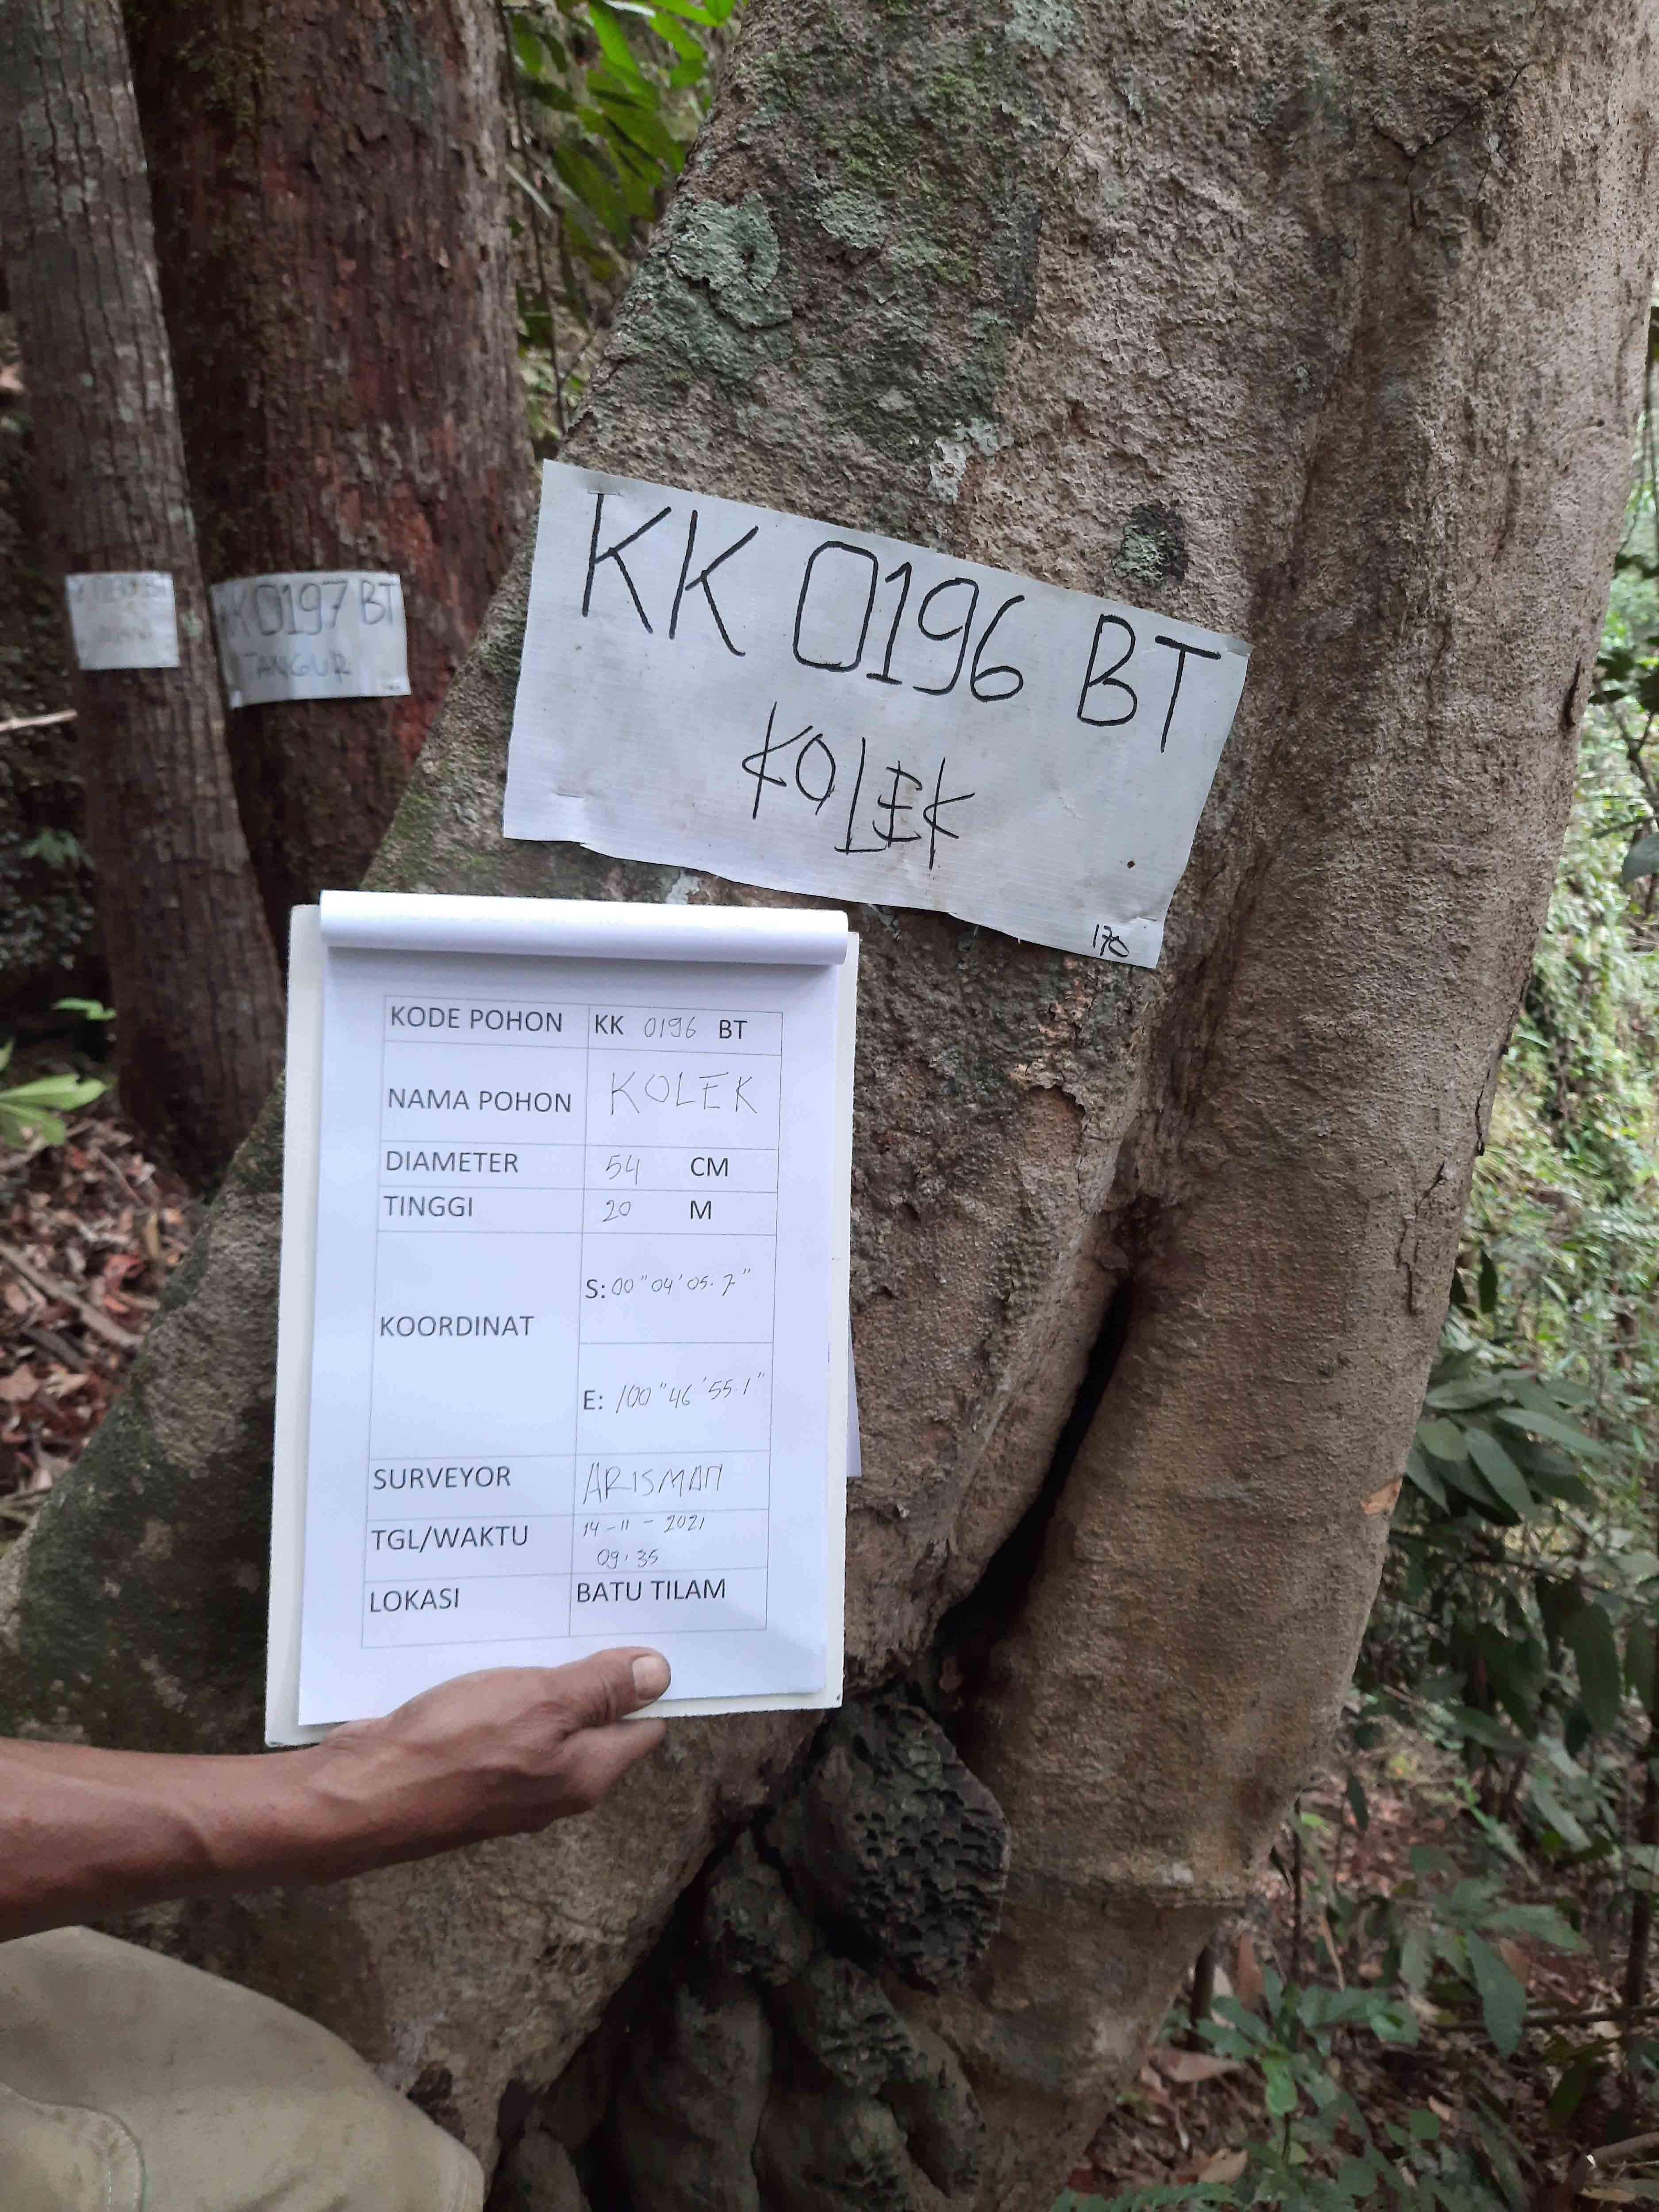 KK 0196 BT
KOLEK
170
KK 0197 BT
TANGUR
KODE POHON KK 0196 BT
NAMA POHON KOLEK
DIAMETER 54 CM
TINGGI 20 M
KOORDINAT
S: 00"04'05.7"
E: 100"46'55.1"
SURVEYOR ARISMAN
TGL/WAKTU 14-11-2021
09.35
LOKASI BATU TILAM